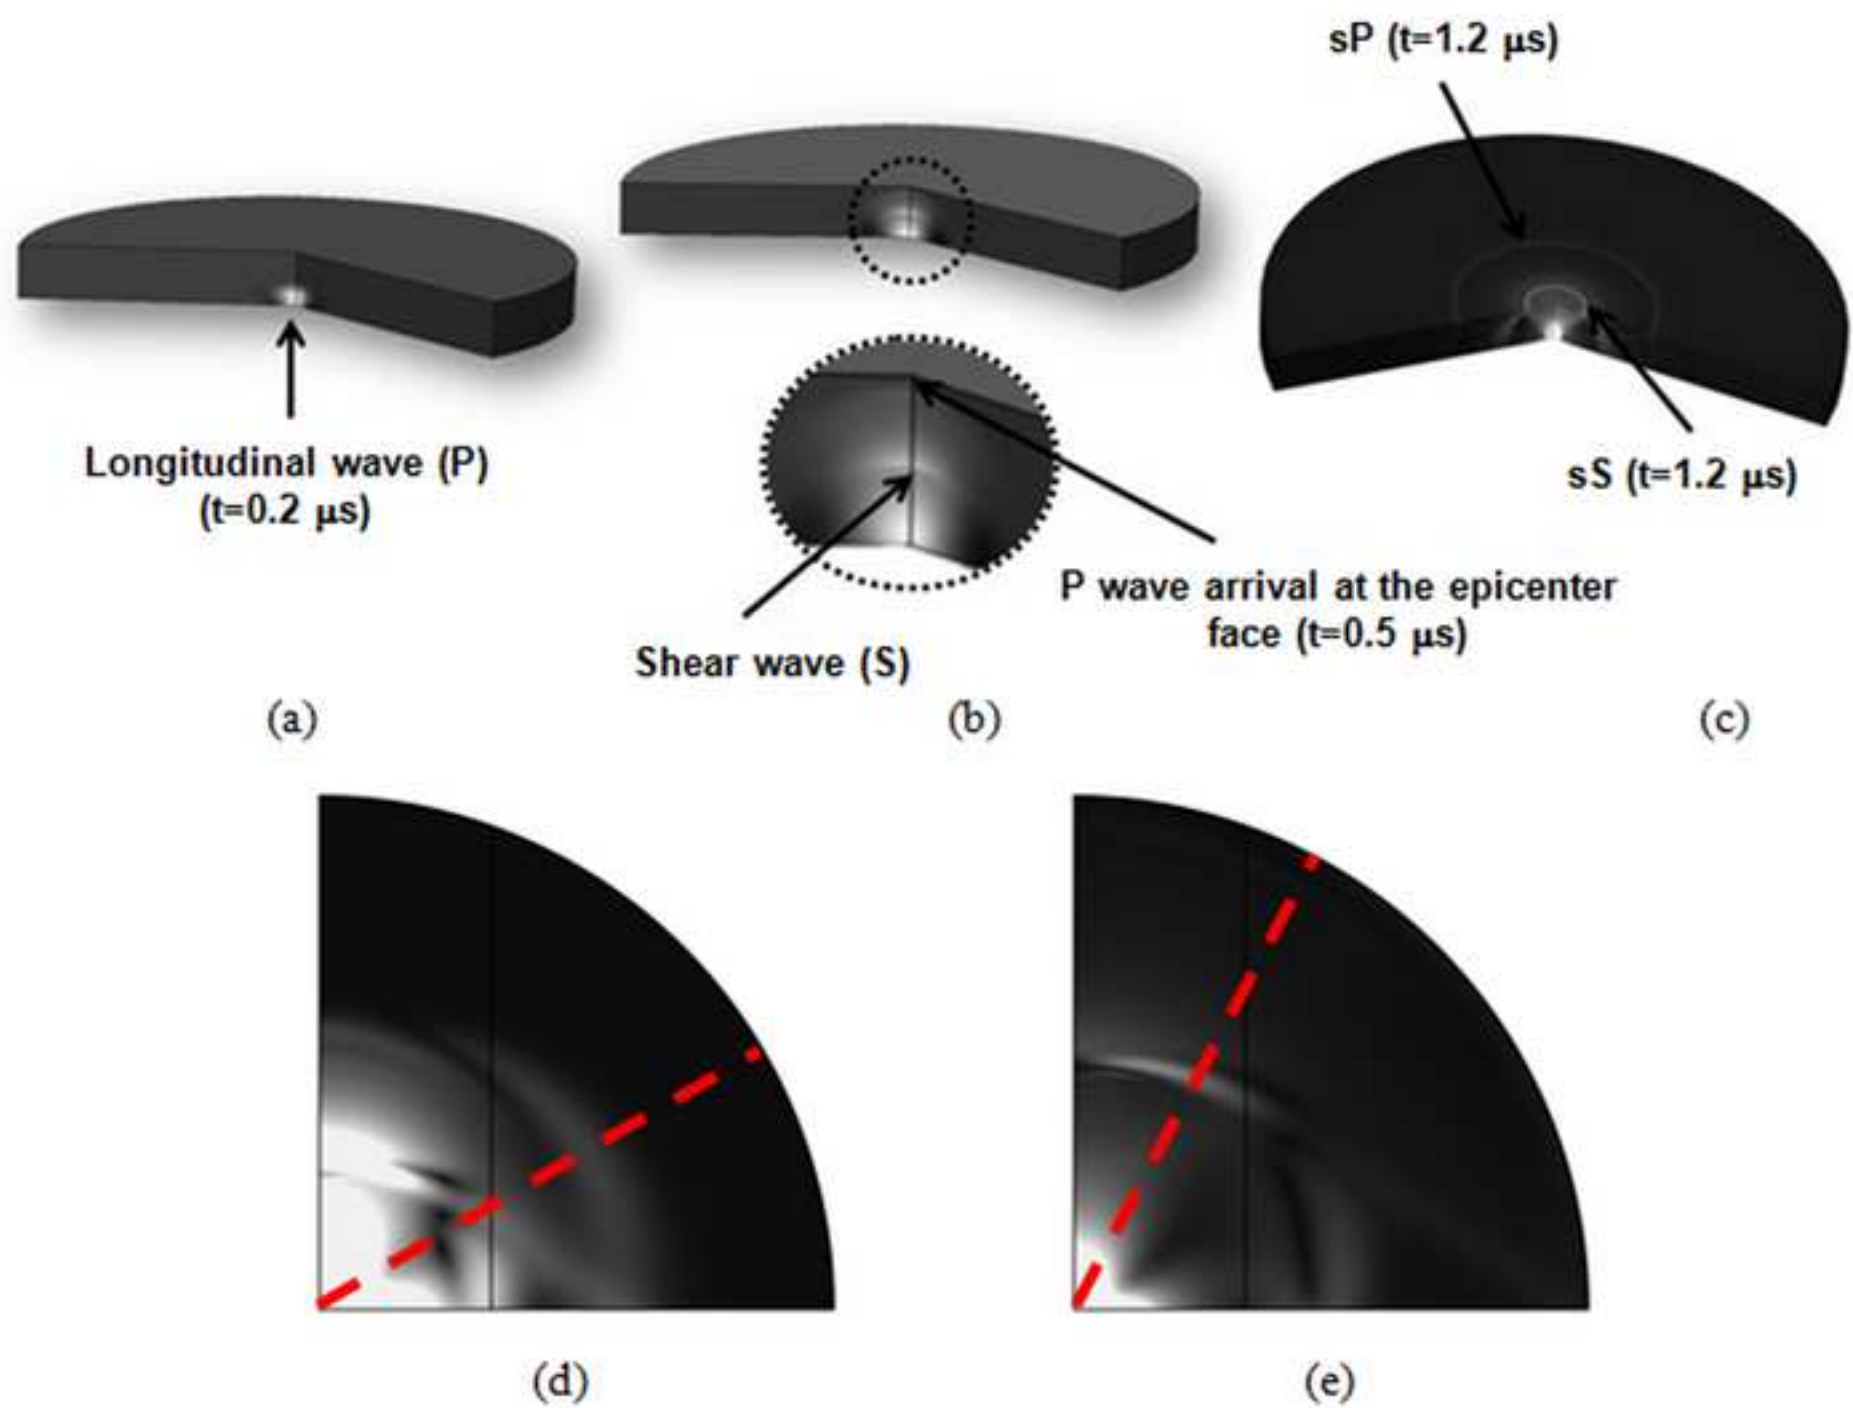 sP (t=1.2 μs)
Longitudinal wave (P)
(t=0.2 μs)
sS (t=1.2 μs)
P wave arrival at the epicenter
face (t=0.5 μs)
Shear wave (S)
(a)
(b)
(c)
(d)
(e)